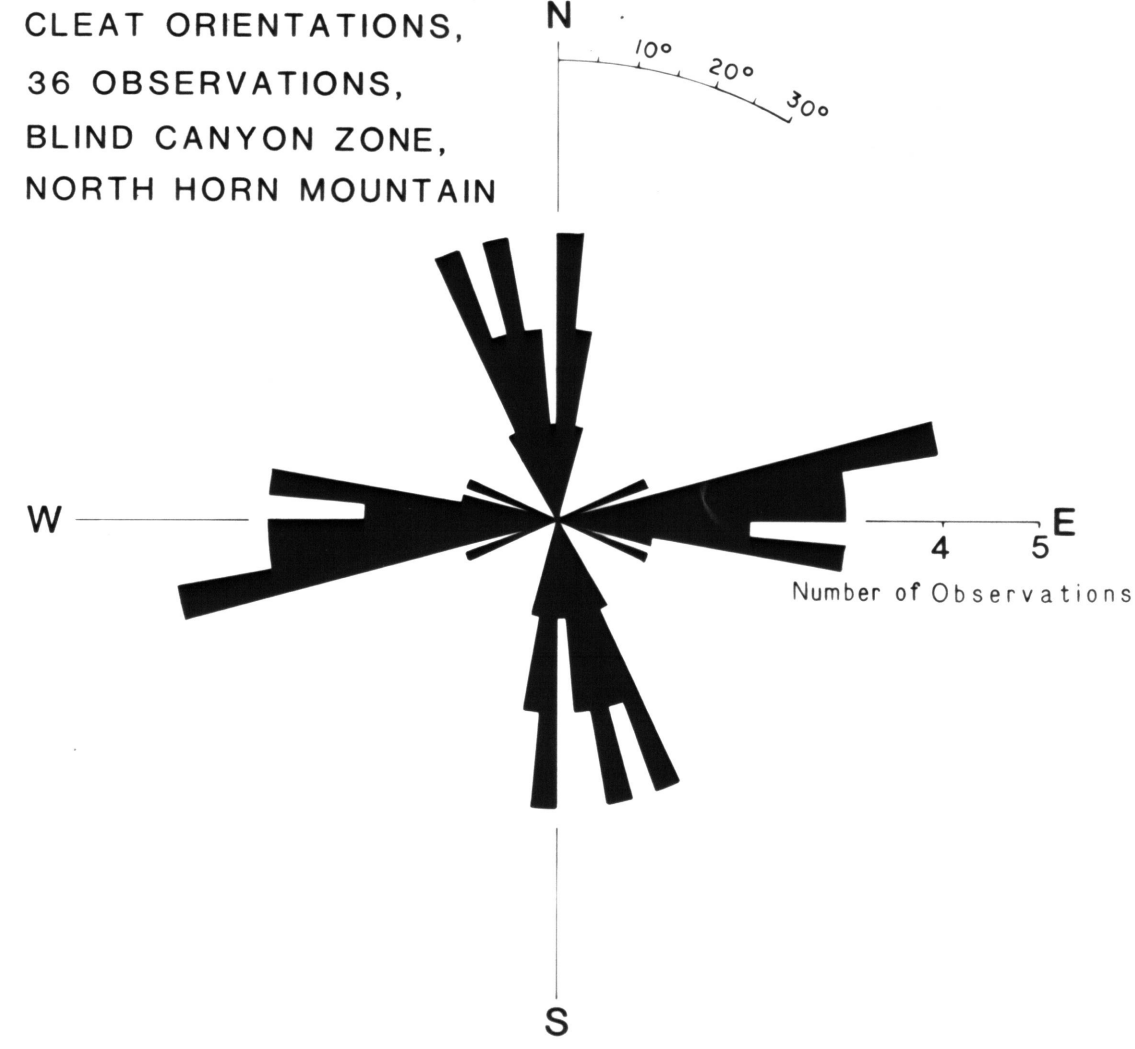 CLEAT ORIENTATIONS,
36 OBSERVATIONS,
BLIND CANYON ZONE,
NORTH HORN MOUNTAIN
N
10°
20°
30°
W
E
4
5
Number of Observations
S